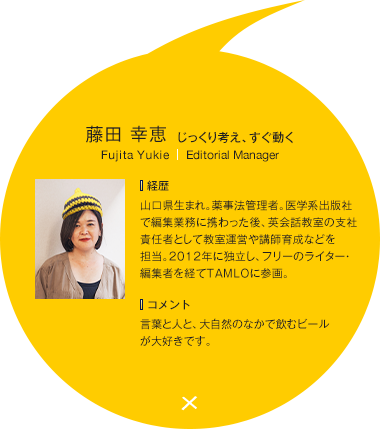 藤田 幸恵 じっくり考え、すぐ動く
Fujita Yukie | Editorial Manager
経歴
山口県生まれ。薬事法管理者。医学系出版社
で編集業務に携わった後、英会話教室の支社
責任者として教室運営や講師育成などを
担当。2012年に独立し、フリーのライター・
編集者を経てTAMLOに参画。
コメント
言葉と人と、大自然のなかで飲むビール
が大好きです。